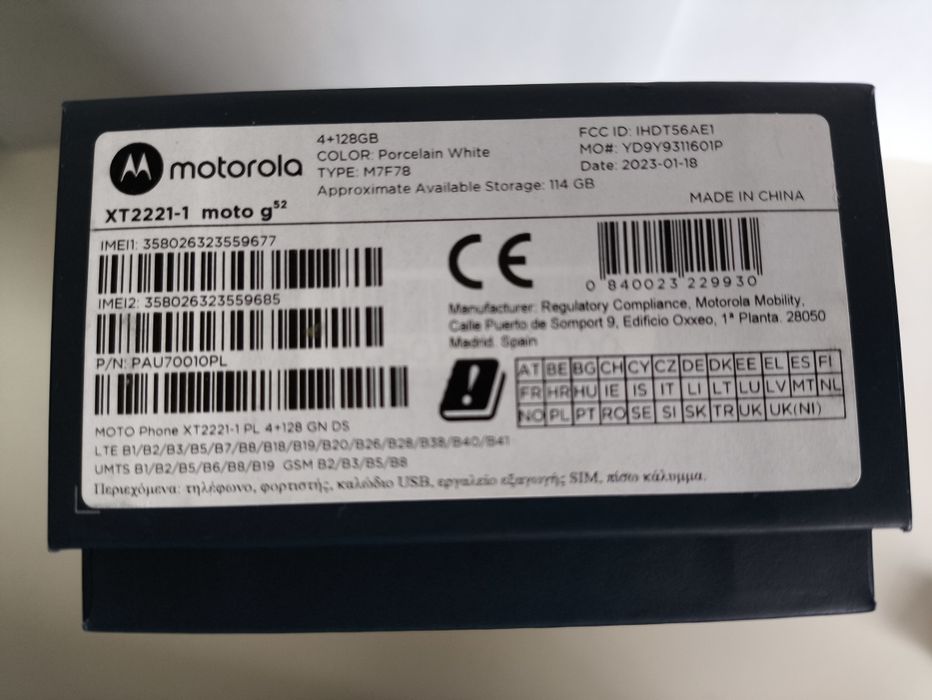 motorola
XT2221-1 moto g52
4+128GB
COLOR: Porcelain White
TYPE: M7F78
Approximate Available Storage: 114 GB
FCC ID: IHDT56AE1
MO#: YD9Y9311601P
Date: 2023-01-18
MADE IN CHINA
IMEI1: 358026323559677
IMEI2: 358026323559685
P/N: PAU70010PL
MOTO Phone XT2221-1 PL 4+128 GN DS
LTE B1/B2/B3/B5/B7/B8/B18/B19/B20/B26/B28/B38/B40/B41
UMTS B1/B2/B5/B6/B8/B19 GSM B2/B3/B5/B8
CE
0 840023 229930
Manufacturer: Regulatory Compliance, Motorola Mobility,
Calle Puerto de Somport 9, Edificio Oxxeo, 1ª Planta. 28050
Madrid. Spain
AT BE BG CH CY CZ DE DK EE EL ES FI
FR HR HU IE IS IT LI LT LU LV MT NL
NO PL PT RO SE SI SK TR UK UK(NI)
Περιεχόμενα: τηλέφωνο, φορτιστής, καλώδιο USB, εργαλείο εξαγωγής SIM, πίσω κάλυμμα.